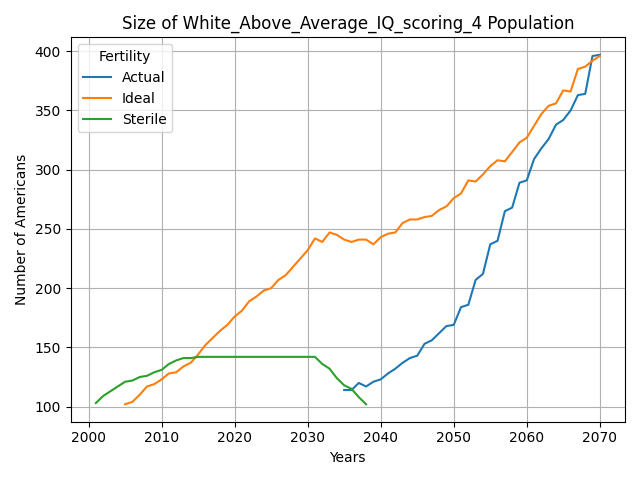 Size of White_Above_Average_IQ_scoring_4 Population
Number of Americans
400
350
300
250
200
150
100
Fertility
Actual
Ideal
Sterile
2000 2010 2020 2030 2040 2050 2060 2070
Years